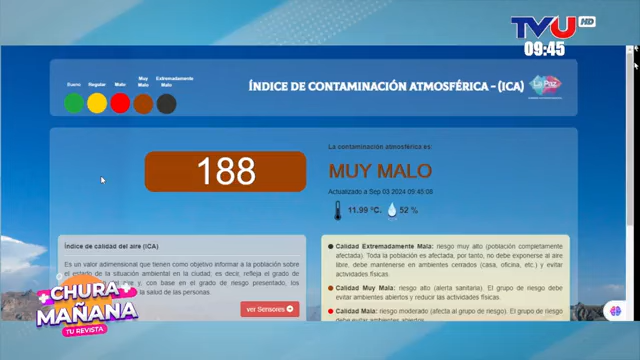 TVU HD
09:45
Bueno Regular Malo Muy Malo Extremadamente Malo
ÍNDICE DE CONTAMINACIÓN ATMOSFÉRICA - (ICA)
La Paz
188
La contaminación atmosférica es:
MUY MALO
Actualizado a Sep 03 2024 09:45:08
11.99 °C. 52 %
Índice de calidad del aire (ICA)
Es un valor adimensional que tienen como objetivo informar a la población sobre
el estado de la situación ambiental en la ciudad; es decir, refleja el grado de
y, con base en el grado de riesgo presentado, los
la salud de las personas.
ver Sensores
Calidad Extremadamente Mala: riesgo muy alto (población completamente
afectada). Toda la población es afectada, por tanto, no debe exponerse al aire
libre, debe mantenerse en ambientes cerrados (casa, oficina, etc.) y evitar
actividades físicas.
Calidad Muy Mala: riesgo alto (alerta sanitaria). El grupo de riesgo debe
evitar ambientes abiertos y reducir las actividades físicas.
Calidad Mala: riesgo moderado (afecta al grupo de riesgo). El grupo de riesgo
debe evitar ambientes abiertos
CHURA
MAÑANA
TU REVISTA